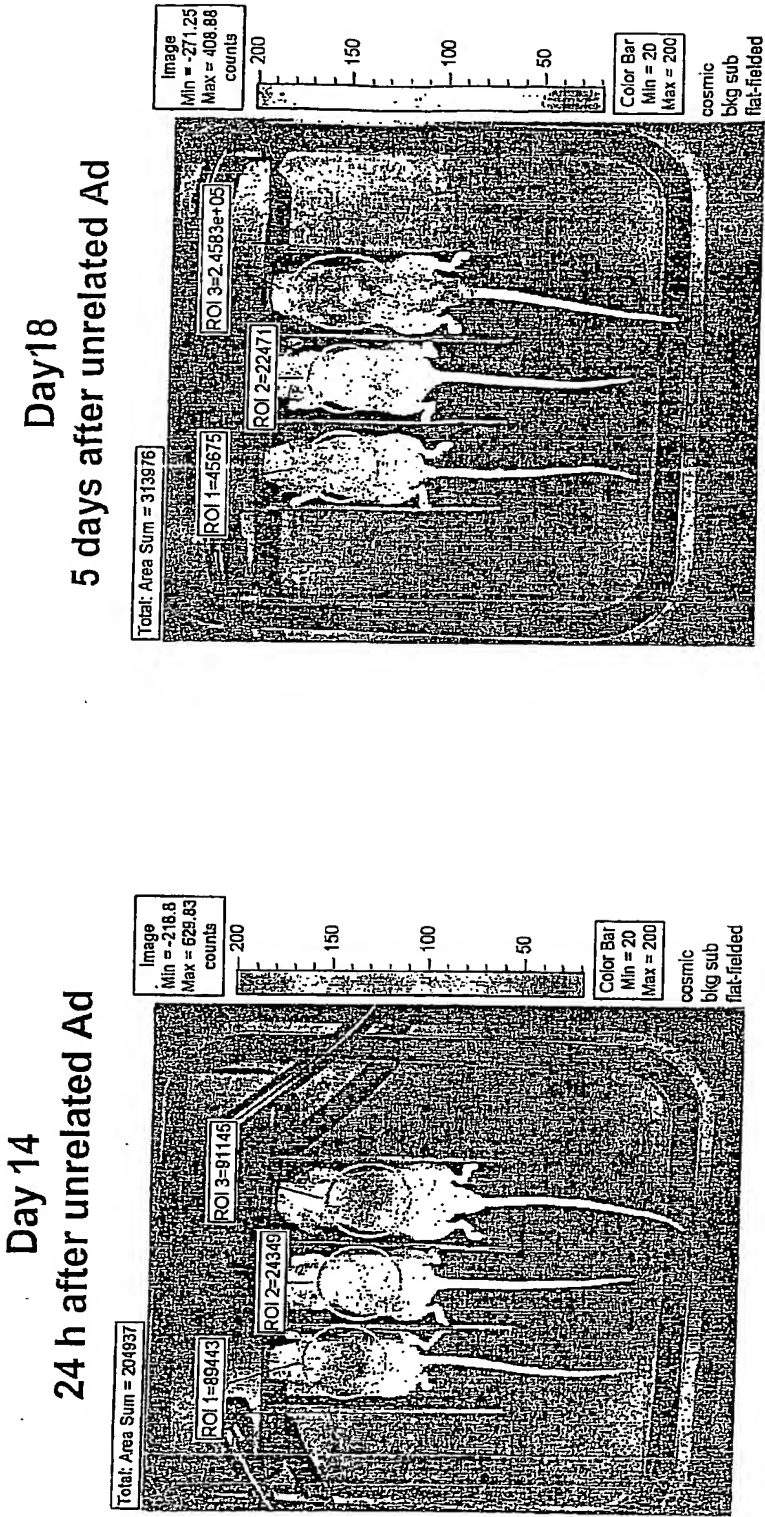 Day 14
24 h after unrelated Ad
Total: Area Sum = 204937
ROI 1=89443
ROI 2=24349
ROI 3=91145
Image
Min = -218.8
Max = 629.83
counts
200
150
100
50
Color Bar
Min = 20
Max = 200
cosmic
bkg sub
flat-fielded
Day18
5 days after unrelated Ad
Total: Area Sum = 313976
ROI 1=45675
ROI 2=22471
ROI 3=2.4583e+05
Image
Min = -271.25
Max = 408.88
counts
200
150
100
50
Color Bar
Min = 20
Max = 200
cosmic
bkg sub
flat-fielded